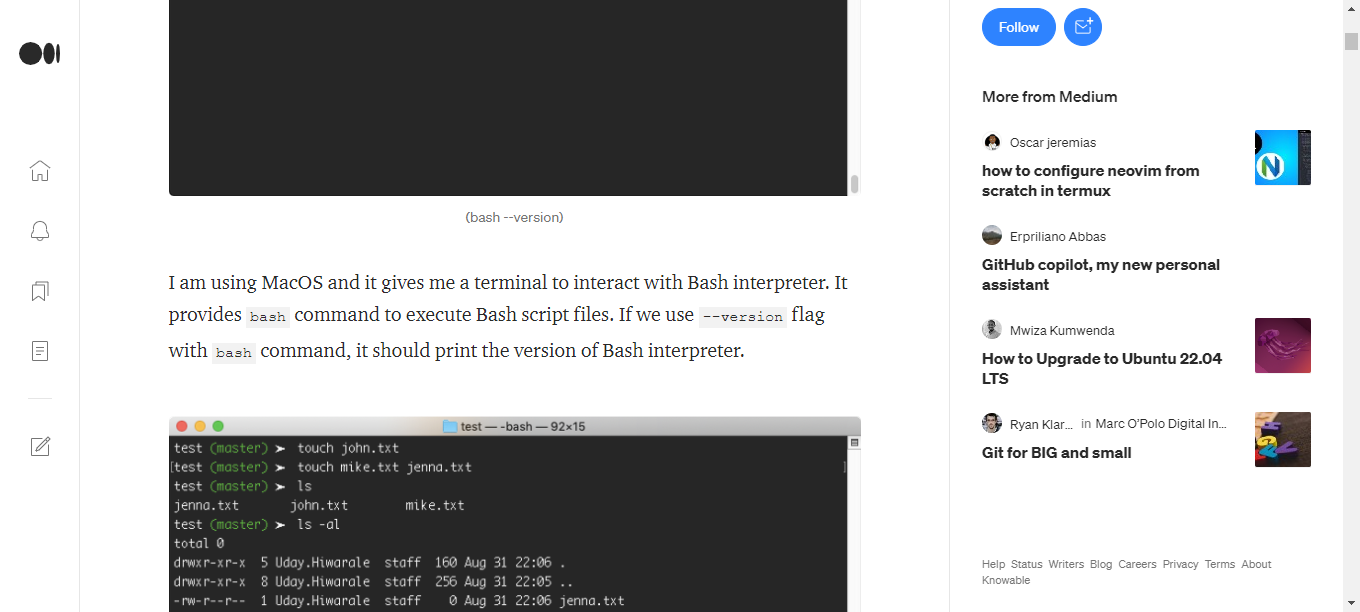 (bash --version)
I am using MacOS and it gives me a terminal to interact with Bash interpreter. It
provides bash command to execute Bash script files. If we use --version flag
with bash command, it should print the version of Bash interpreter.
test — -bash — 92×15
test (master) ➤ touch john.txt
[test (master) ➤ touch mike.txt jenna.txt ]
test (master) ➤ ls
jenna.txt john.txt mike.txt
test (master) ➤ ls -al
total 0
drwxr-xr-x 5 Uday.Hiwarale staff 160 Aug 31 22:06 .
drwxr-xr-x 8 Uday.Hiwarale staff 256 Aug 31 22:05 ..
-rw-r--r-- 1 Uday.Hiwarale staff 0 Aug 31 22:06 jenna.txt
Follow
More from Medium
Oscar jeremias
how to configure neovim from
scratch in termux
Erpriliano Abbas
GitHub copilot, my new personal
assistant
Mwiza Kumwenda
How to Upgrade to Ubuntu 22.04
LTS
Ryan Klar... in Marc O'Polo Digital In...
Git for BIG and small
Help Status Writers Blog Careers Privacy Terms About
Knowable